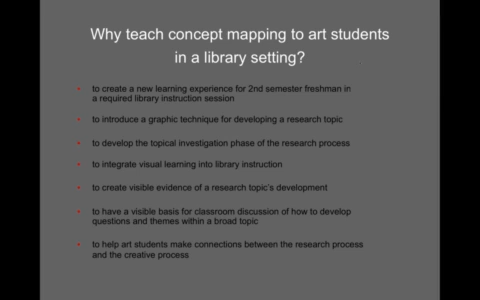 Why teach concept mapping to art students
in a library setting?
• to create a new learning experience for 2nd semester freshman in
a required library instruction session
• to introduce a graphic technique for developing a research topic
• to develop the topical investigation phase of the research process
• to integrate visual learning into library instruction
• to create visible evidence of a research topic's development
• to have a visible basis for classroom discussion of how to develop
questions and themes within a broad topic
• to help art students make connections between the research process
and the creative process